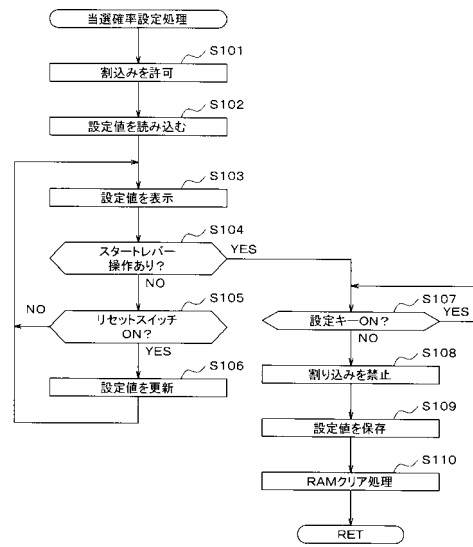 当選確率設定処理
S101
割込みを許可
S102
設定値を読み込む
S103
設定値を表示
S104
スタートレバー
操作あり?
YES
NO
S105
リセットスイッチ
ON?
NO
YES
S106
設定値を更新
S107
設定キーON?
YES
NO
S108
割り込みを禁止
S109
設定値を保存
S110
RAMクリア処理
RET